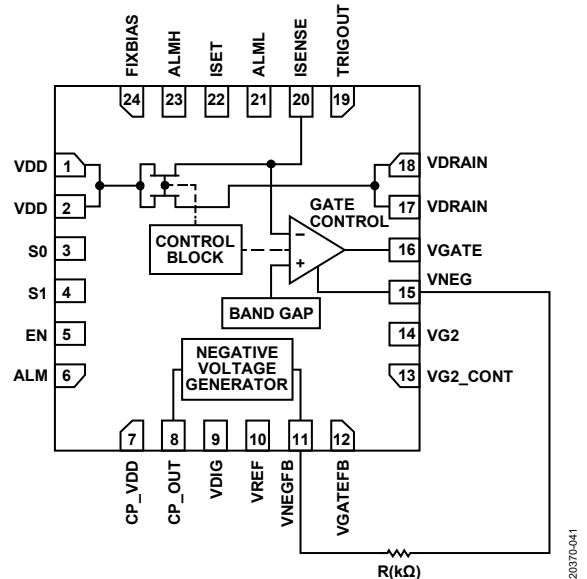 FIXBIAS
ALMH
ISET
ALML
ISENSE
TRIGOUT
24
23
22
21
20
19
VDD
1
18
VDRAIN
VDD
2
17
VDRAIN
GATE
CONTROL
S0
3
CONTROL
BLOCK
–
+
16
VGATE
S1
4
15
VNEG
BAND GAP
EN
5
14
VG2
NEGATIVE
VOLTAGE
GENERATOR
ALM
6
13
VG2_CONT
7
8
9
10
11
12
CP_VDD
CP_OUT
VDIG
VREF
VNEGFB
VGATEFB
R(kΩ)
20370-041